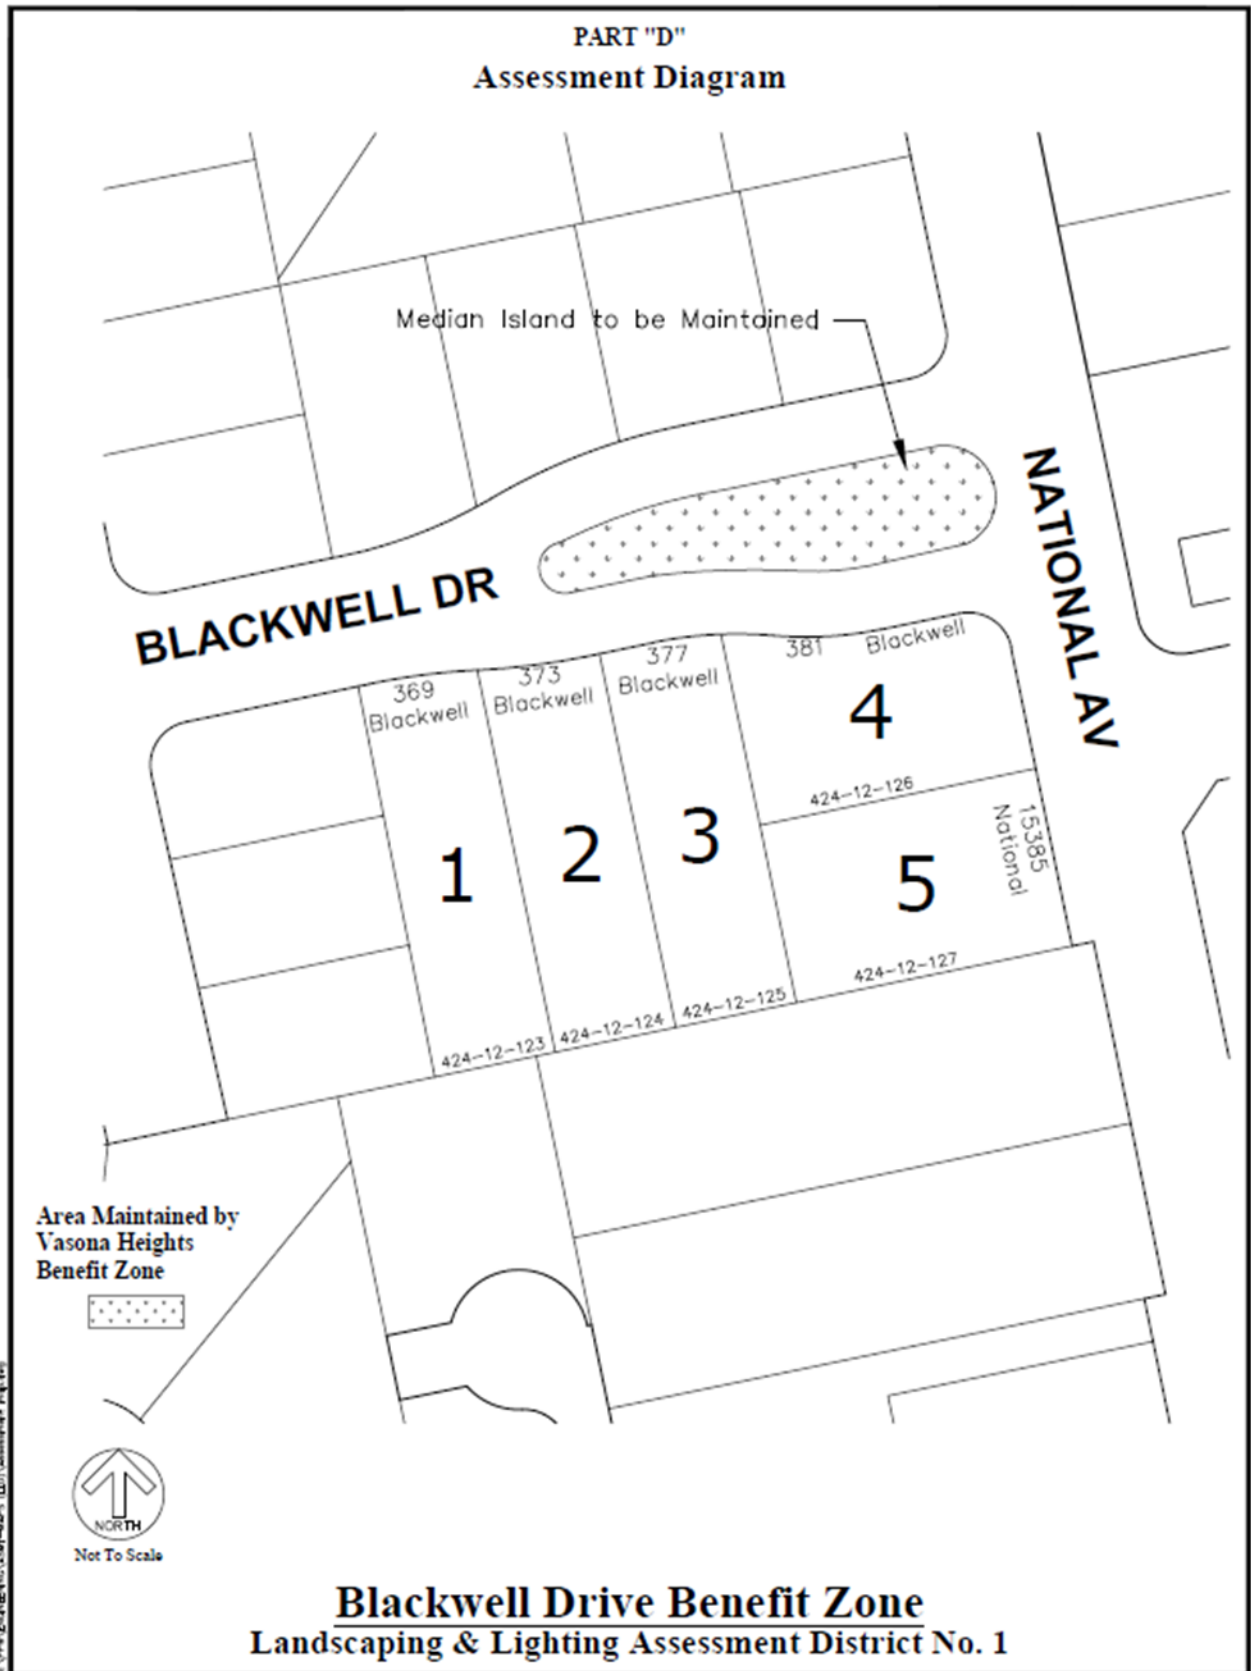 PART "D"
Assessment Diagram
Median Island to be Maintained
NATIONAL AV
BLACKWELL DR
369
Blackwell
373
Blackwell
377
Blackwell
381 Blackwell
4
424-12-126
1
2
3
5
15385
National
424-12-127
424-12-125
424-12-124
424-12-123
Area Maintained by
Vasona Heights
Benefit Zone
NORTH
Not To Scale
Blackwell Drive Benefit Zone
Landscaping & Lighting Assessment District No. 1